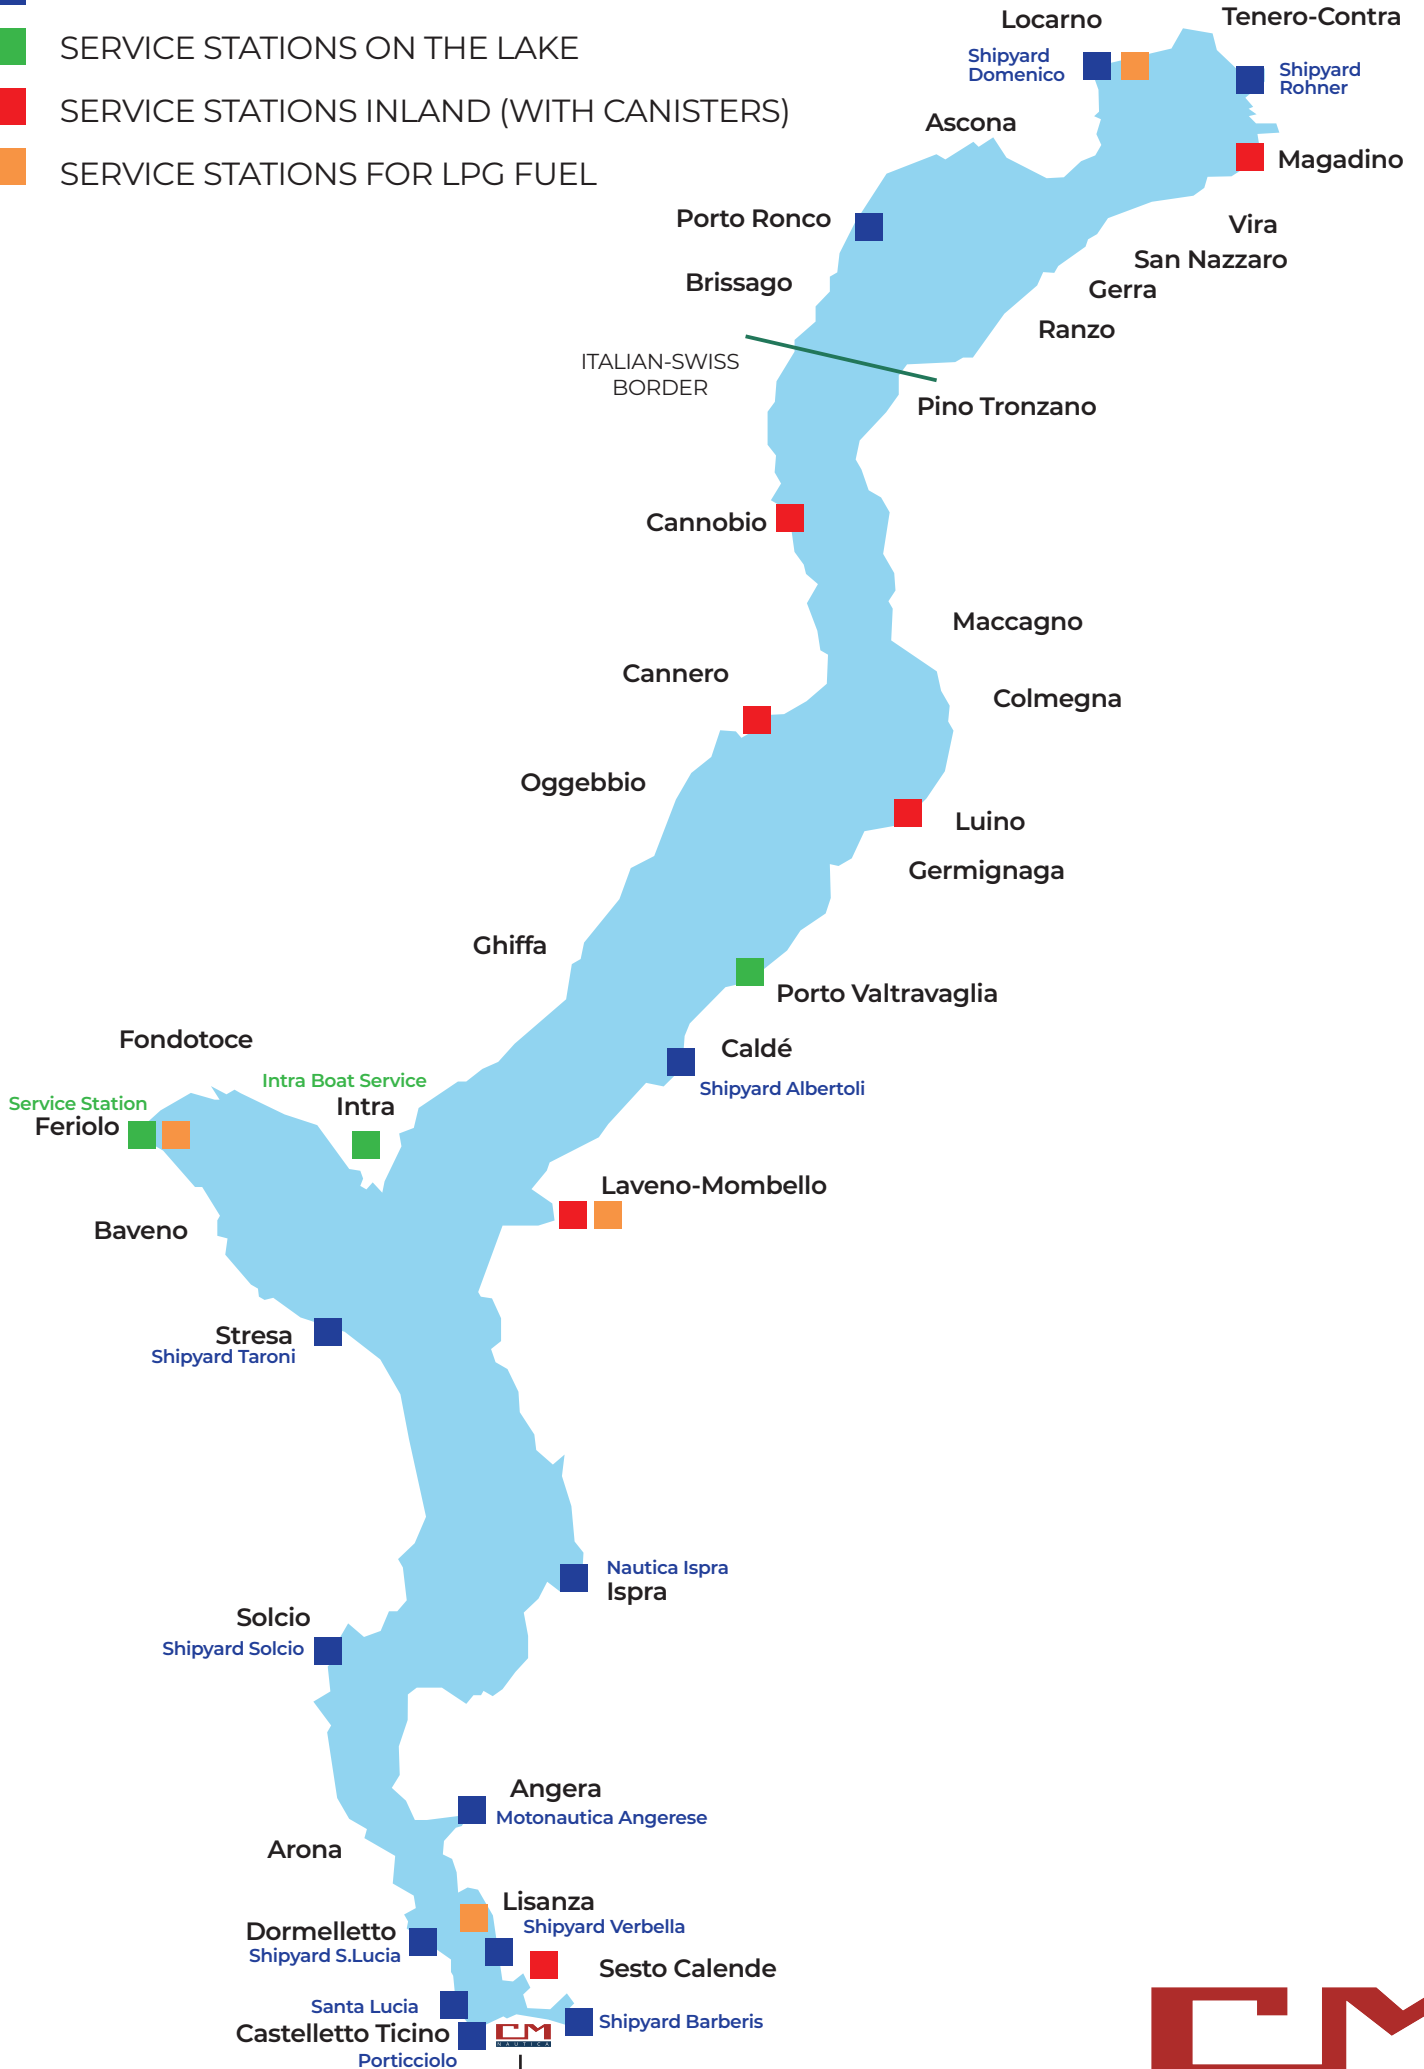 SERVICE STATIONS ON THE LAKE
SERVICE STATIONS INLAND (WITH CANISTERS)
SERVICE STATIONS FOR LPG FUEL
Locarno
Tenero-Contra
Shipyard
Domenico
Shipyard
Rohner
Ascona
Magadino
Porto Ronco
Vira
San Nazzaro
Brissago
Gerra
Ranzo
ITALIAN-SWISS
BORDER
Pino Tronzano
Cannobio
Maccagno
Cannero
Colmegna
Oggebbio
Luino
Germignaga
Ghiffa
Porto Valtravaglia
Fondotoce
Caldé
Shipyard Albertoli
Intra Boat Service
Intra
Service Station
Feriolo
Laveno-Mombello
Baveno
Stresa
Shipyard Taroni
Nautica Ispra
Ispra
Solcio
Shipyard Solcio
Angera
Motonautica Angerese
Arona
Lisanza
Shipyard Verbella
Dormelletto
Shipyard S.Lucia
Sesto Calende
Santa Lucia
Shipyard Barberis
Castelletto Ticino
CM
NAUTICA
Porticciolo
CM